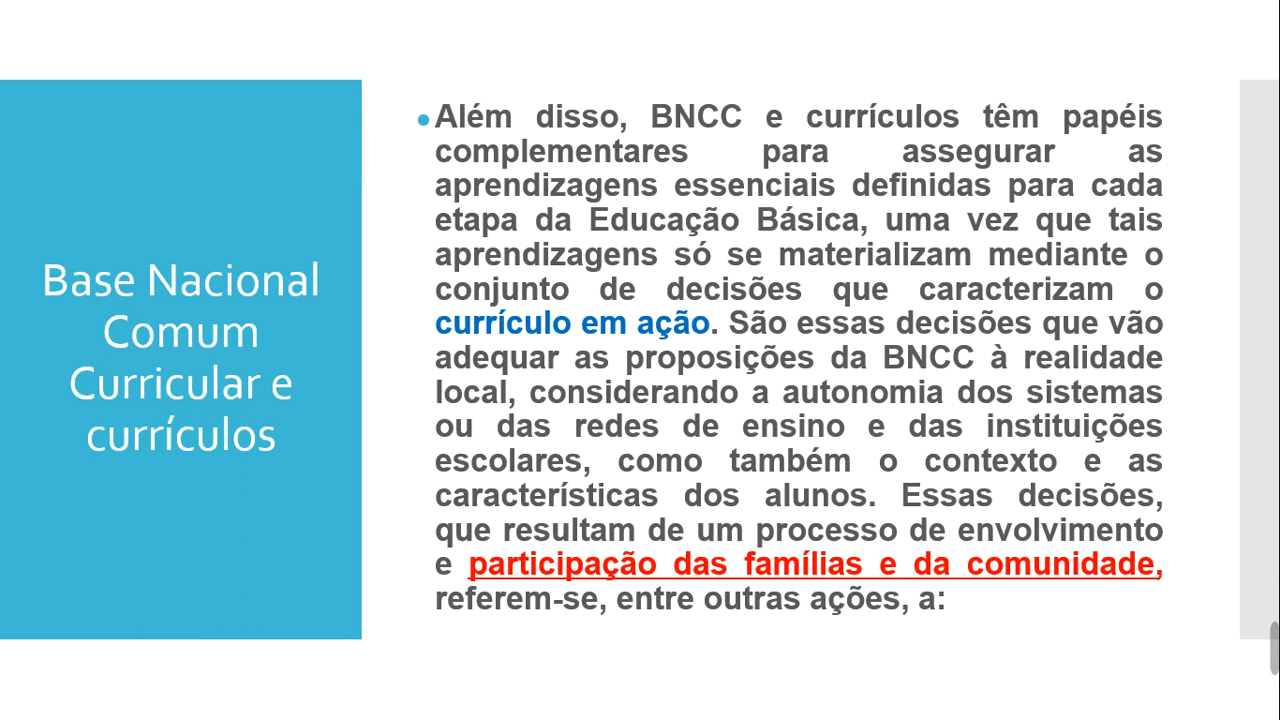 Base Nacional
Comum
Curricular e
currículos
•Além disso, BNCC e currículos têm papéis
complementares para assegurar as
aprendizagens essenciais definidas para cada
etapa da Educação Básica, uma vez que tais
aprendizagens só se materializam mediante o
conjunto de decisões que caracterizam o
currículo em ação. São essas decisões que vão
adequar as proposições da BNCC à realidade
local, considerando a autonomia dos sistemas
ou das redes de ensino e das instituições
escolares, como também o contexto e as
características dos alunos. Essas decisões,
que resultam de um processo de envolvimento
e participação das famílias e da comunidade,
referem-se, entre outras ações, a: